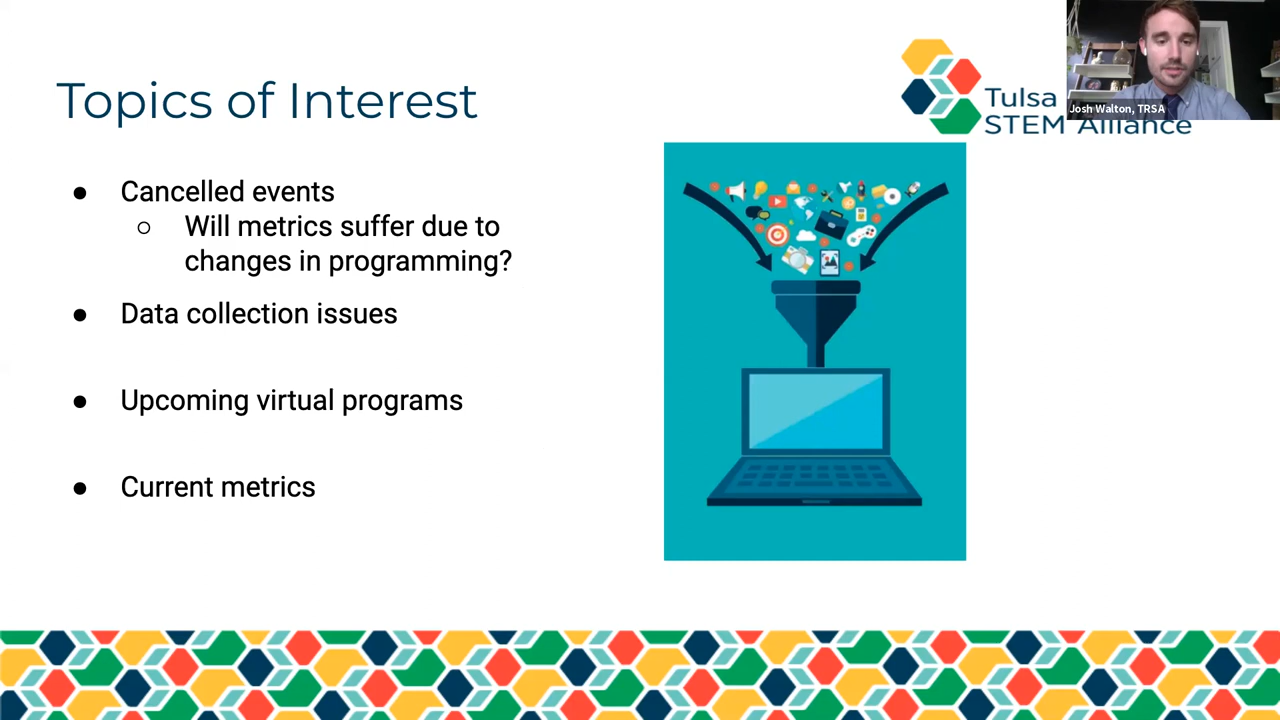 Topics of Interest
Tulsa
STEM Alliance
Josh Walton, TRSA
● Cancelled events
○ Will metrics suffer due to
changes in programming?
● Data collection issues
● Upcoming virtual programs
● Current metrics